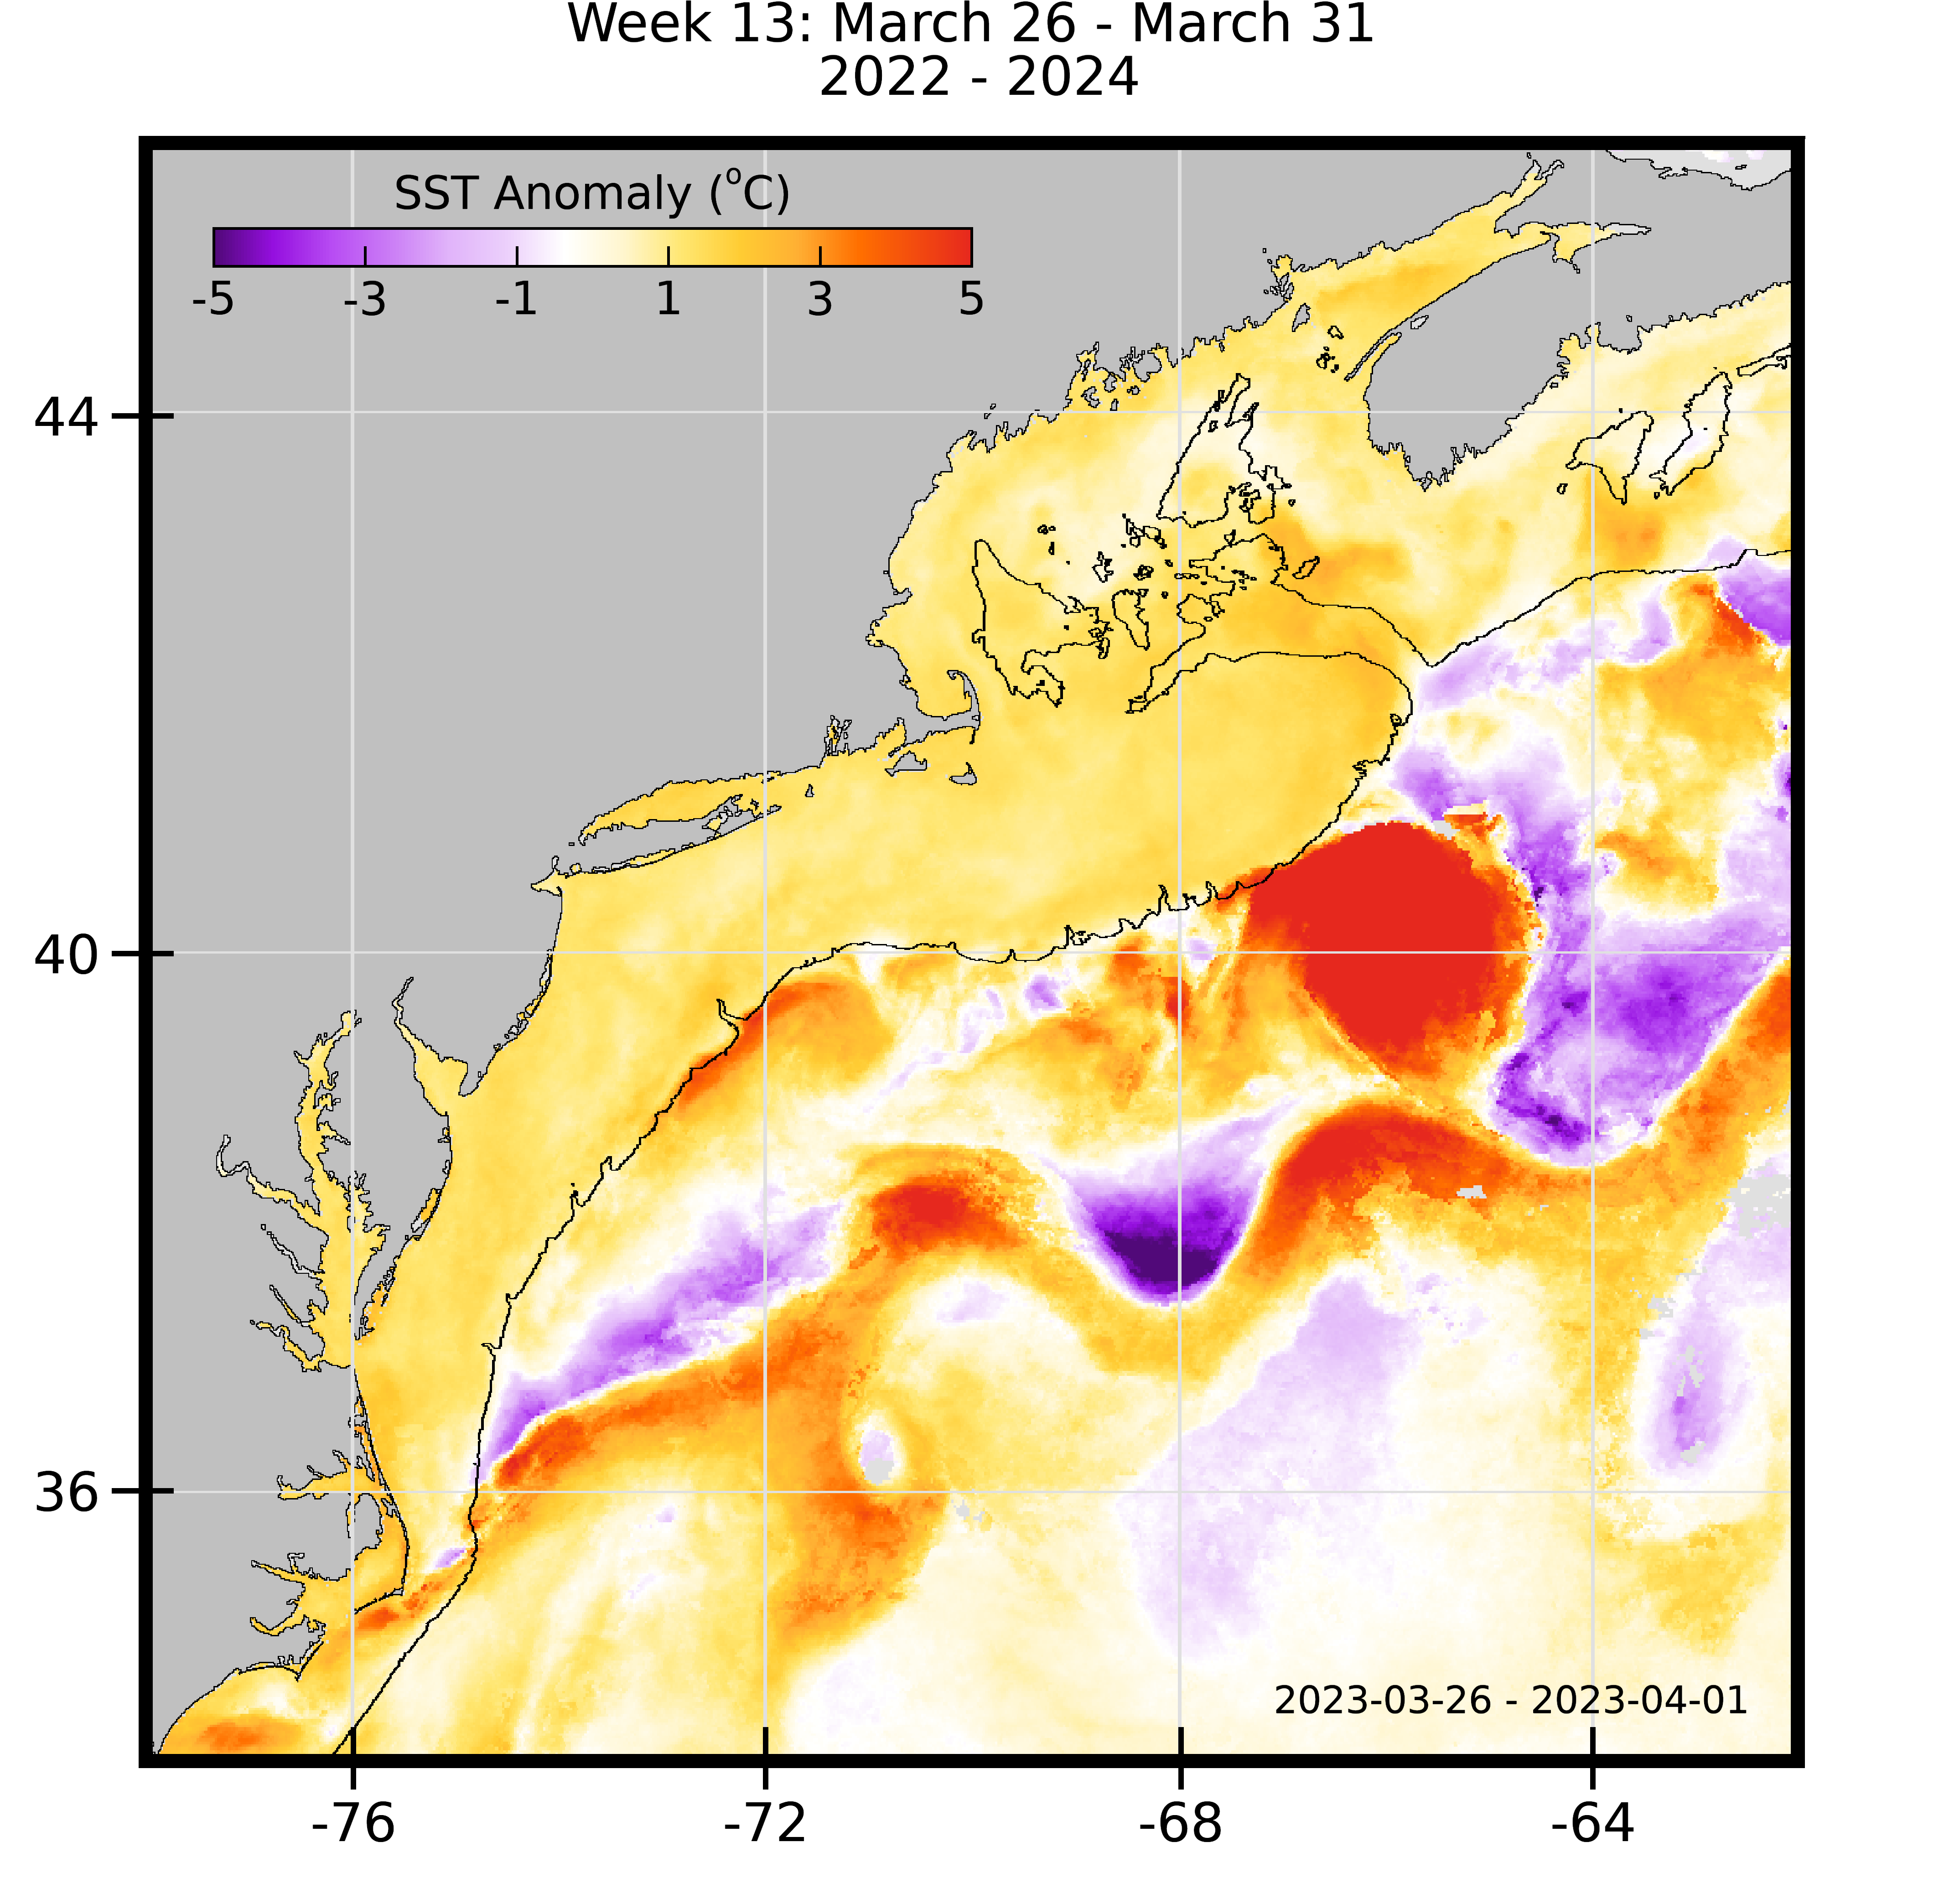 Week 13: March 26 - March 31
2022 - 2024
SST Anomaly (°C)
-5 -3 -1 1 3 5
44
40
36
2023-03-26 - 2023-04-01
-76 -72 -68 -64